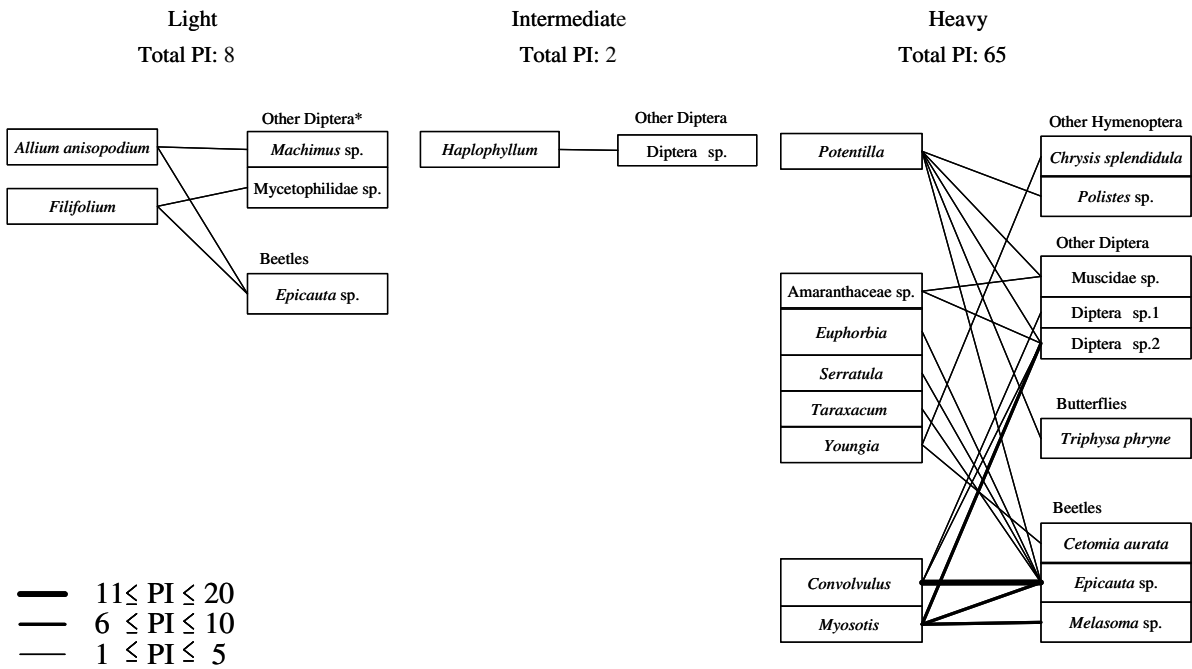 Light
Total PI: 8
Other Diptera*
Allium anisopodium
Machimus sp.
Mycetophilidae sp.
Filifolium
Beetles
Epicauta sp.
Intermediate
Total PI: 2
Other Diptera
Haplophyllum
Diptera sp.
Heavy
Total PI: 65
Potentilla
Amaranthaceae sp.
Euphorbia
Serratula
Taraxacum
Youngia
Convolvulus
Myosotis
Other Hymenoptera
Chrysis splendidula
Polistes sp.
Other Diptera
Muscidae sp.
Diptera sp.1
Diptera sp.2
Butterflies
Triphysa phryne
Beetles
Cetomia aurata
Epicauta sp.
Melasoma sp.
11≤ PI ≤ 20
6 ≤ PI ≤ 10
1 ≤ PI ≤ 5